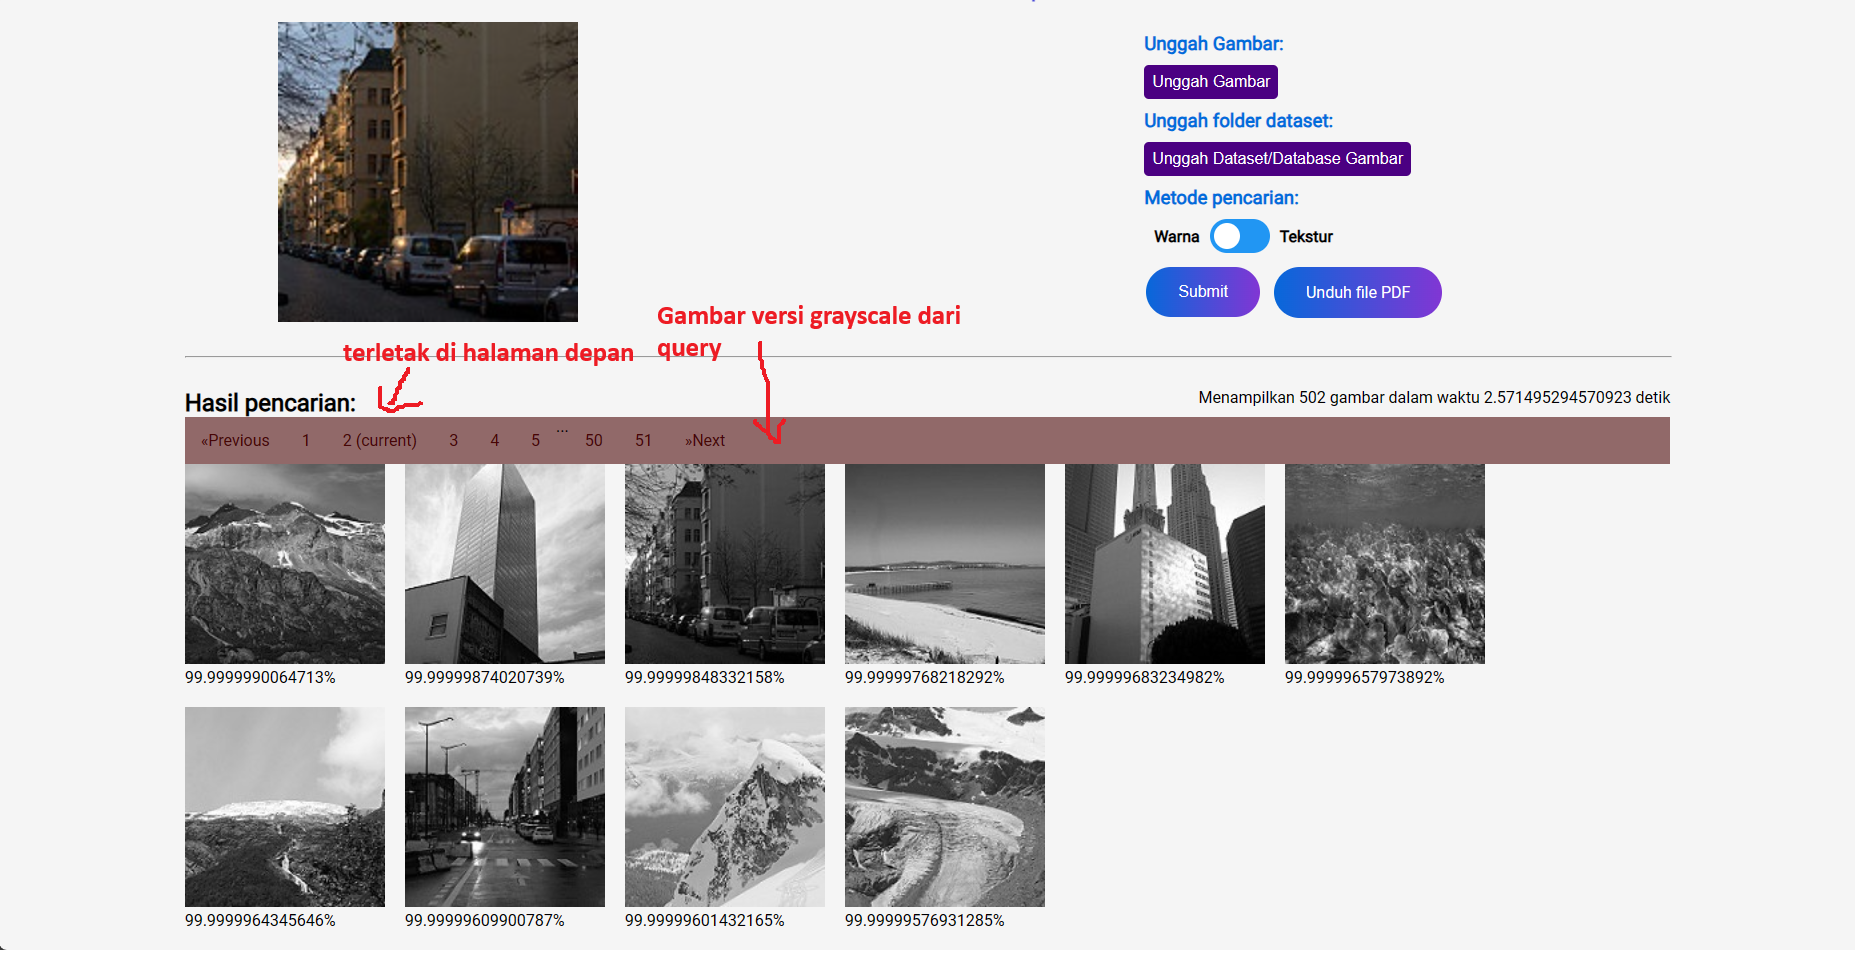 Unggah Gambar:
Unggah Gambar
Unggah folder dataset:
Unggah Dataset/Database Gambar
Metode pencarian:
Warna Tekstur
Submit Unduh file PDF
Gambar versi grayscale dari
query
terletak di halaman depan
Hasil pencarian:
Menampilkan 502 gambar dalam waktu 2.571495294570923 detik
«Previous 1 2 (current) 3 4 5 ... 50 51 »Next
99.9999990064713% 99.99999874020739% 99.99999848332158% 99.99999768218292% 99.99999683234982% 99.99999657973892%
99.9999964345646% 99.99999609900787% 99.99999601432165% 99.99999576931285%